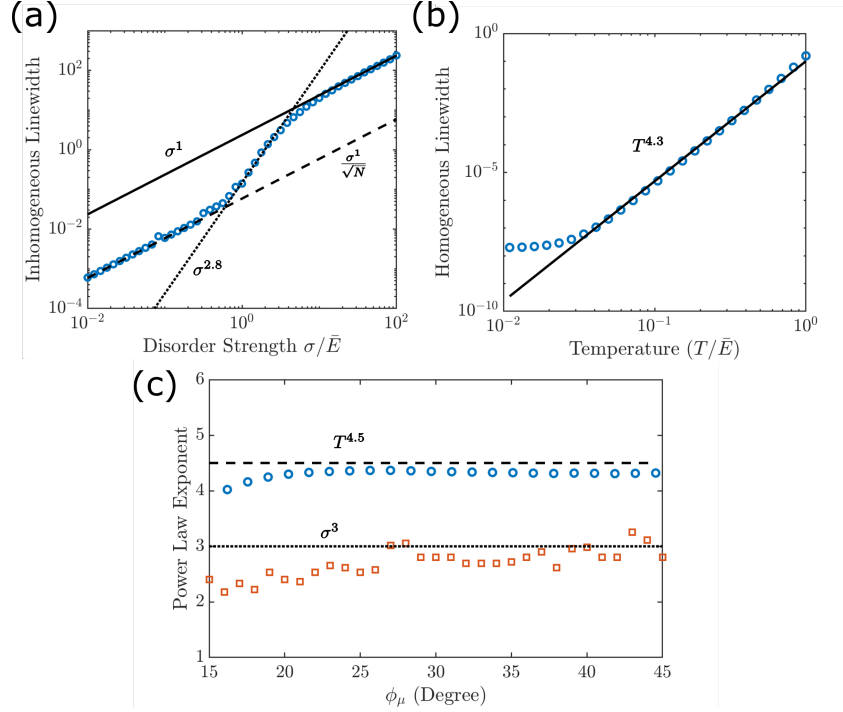 (a)
10^2
10^0
10^-2
10^-4
Inhomogeneous Linewidth
σ^1
σ^1/√N
σ^2.8
10^-2
10^0
10^2
Disorder Strength σ/Ē
(b)
10^0
10^-5
10^-10
Homogeneous Linewidth
T^4.3
10^-2
10^-1
10^0
Temperature (T/Ē)
(c)
6
5
4
3
2
1
Power Law Exponent
T^4.5
σ^3
15
20
25
30
35
40
45
ϕ_μ (Degree)